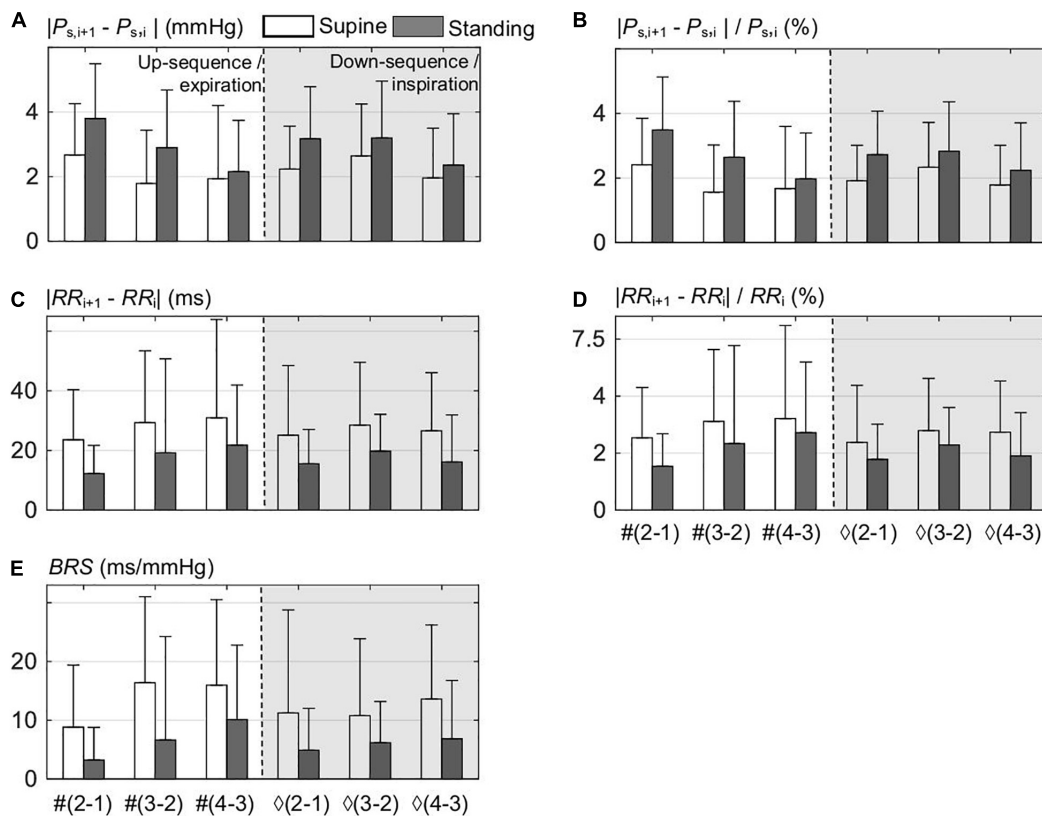 A |Ps,i+1 - Ps,i | (mmHg) Supine Standing
Up-sequence / expiration
Down-sequence / inspiration
4
2
0
B |Ps,i+1 - Ps,i | / Ps,i (%)
4
2
0
C |RRi+1 - RRi| (ms)
40
20
0
D |RRi+1 - RRi| / RRi (%)
7.5
4
2
0
#(2-1) #(3-2) #(4-3) ◊(2-1) ◊(3-2) ◊(4-3)
E BRS (ms/mmHg)
20
10
0
#(2-1) #(3-2) #(4-3) ◊(2-1) ◊(3-2) ◊(4-3)